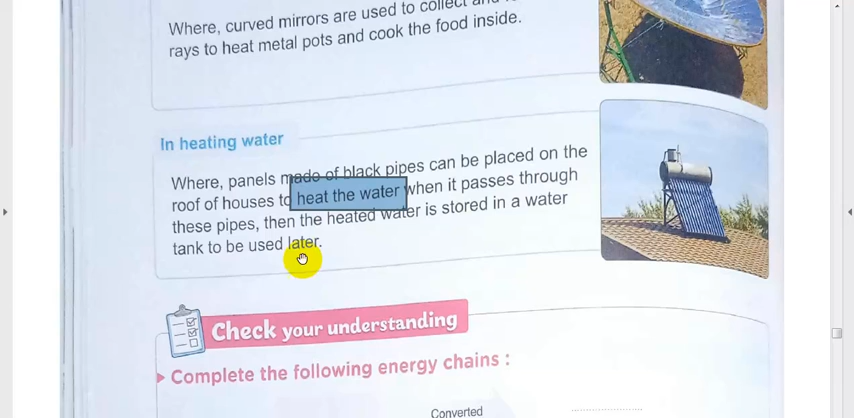 Where, curved mirrors are used to collect and
rays to heat metal pots and cook the food inside.
In heating water
Where, panels made of black pipes can be placed on the
roof of houses to heat the water when it passes through
these pipes, then the heated water is stored in a water
tank to be used later.
Check your understanding
Complete the following energy chains :
Converted